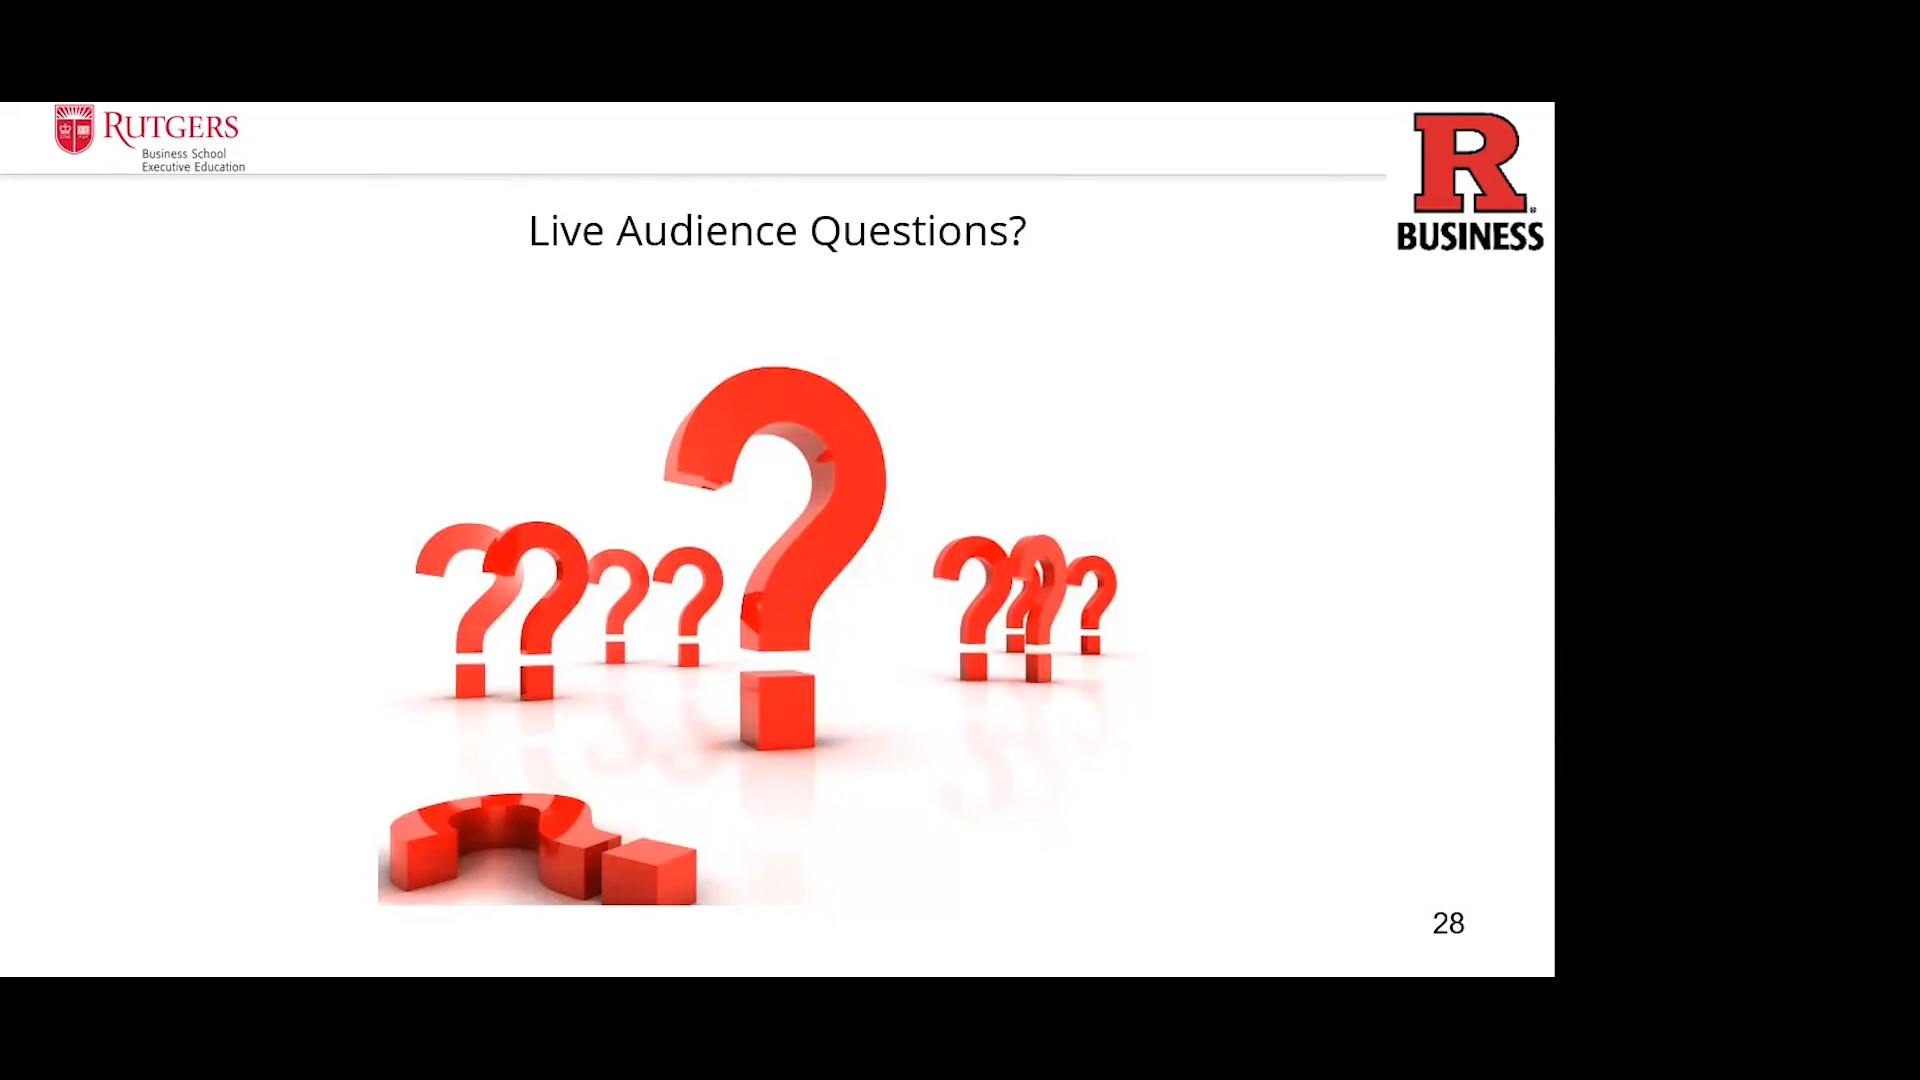 RUTGERS
Business School
Executive Education
R
BUSINESS
Live Audience Questions?
28